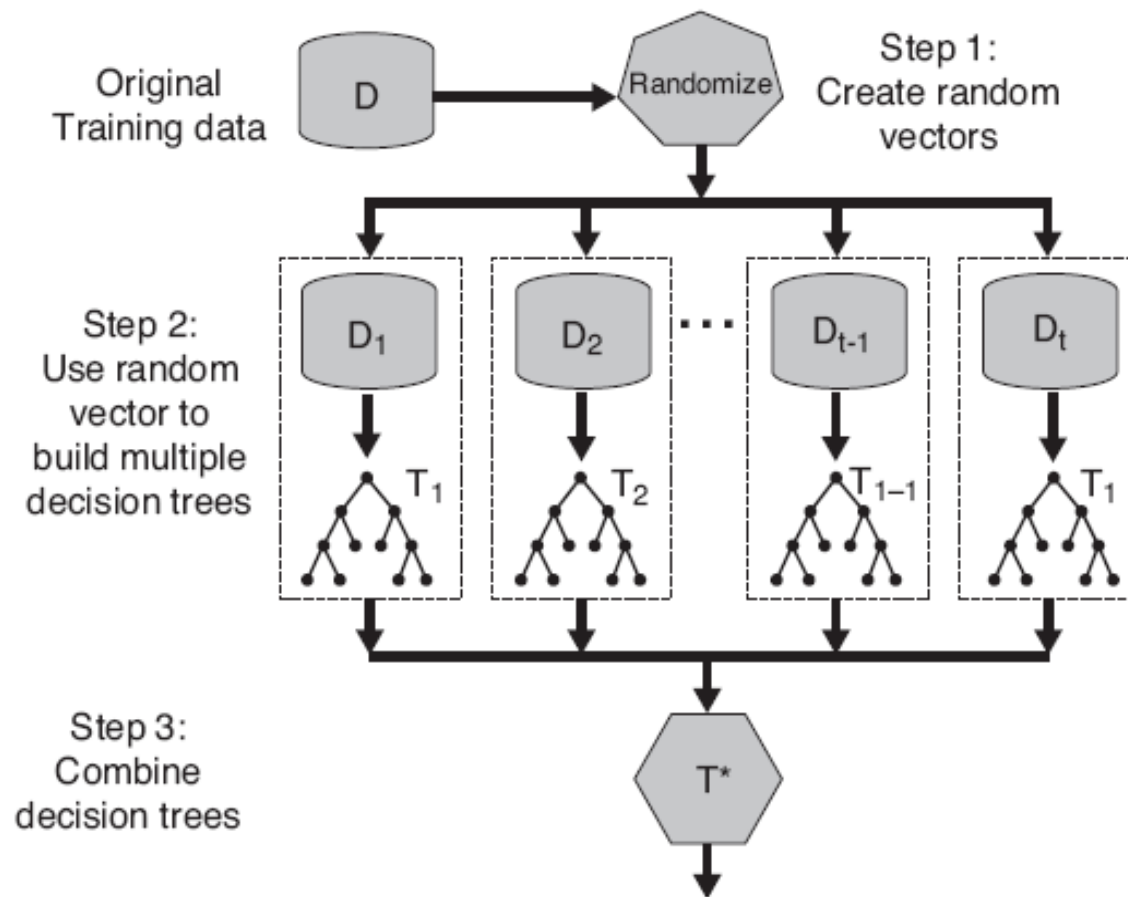 Original
Training data
D
Randomize
Step 1:
Create random
vectors
Step 2:
Use random
vector to
build multiple
decision trees
D₁
D₂
...
Dₜ₋₁
Dₜ
T₁
T₂
T₁₋₁
T₁
Step 3:
Combine
decision trees
T*